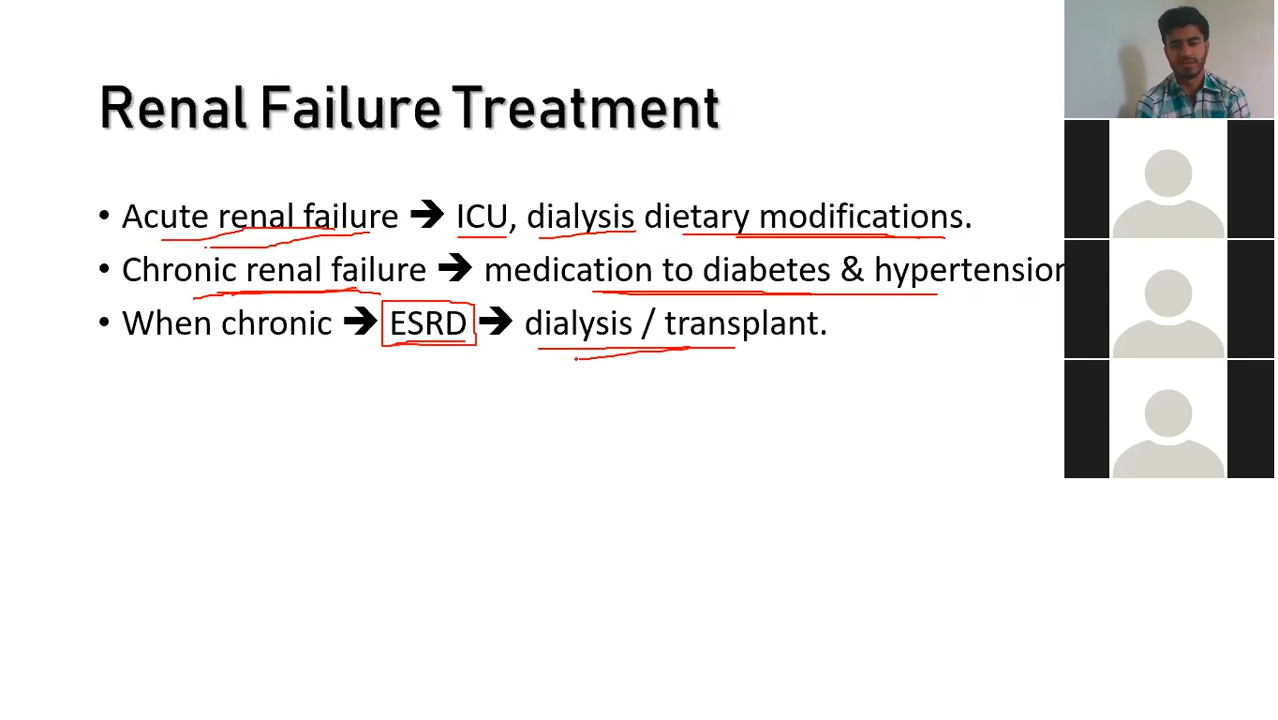 Renal Failure Treatment
• Acute renal failure 🡺 ICU, dialysis dietary modifications.
• Chronic renal failure 🡺 medication to diabetes & hypertension
• When chronic 🡺 ESRD 🡺 dialysis / transplant.